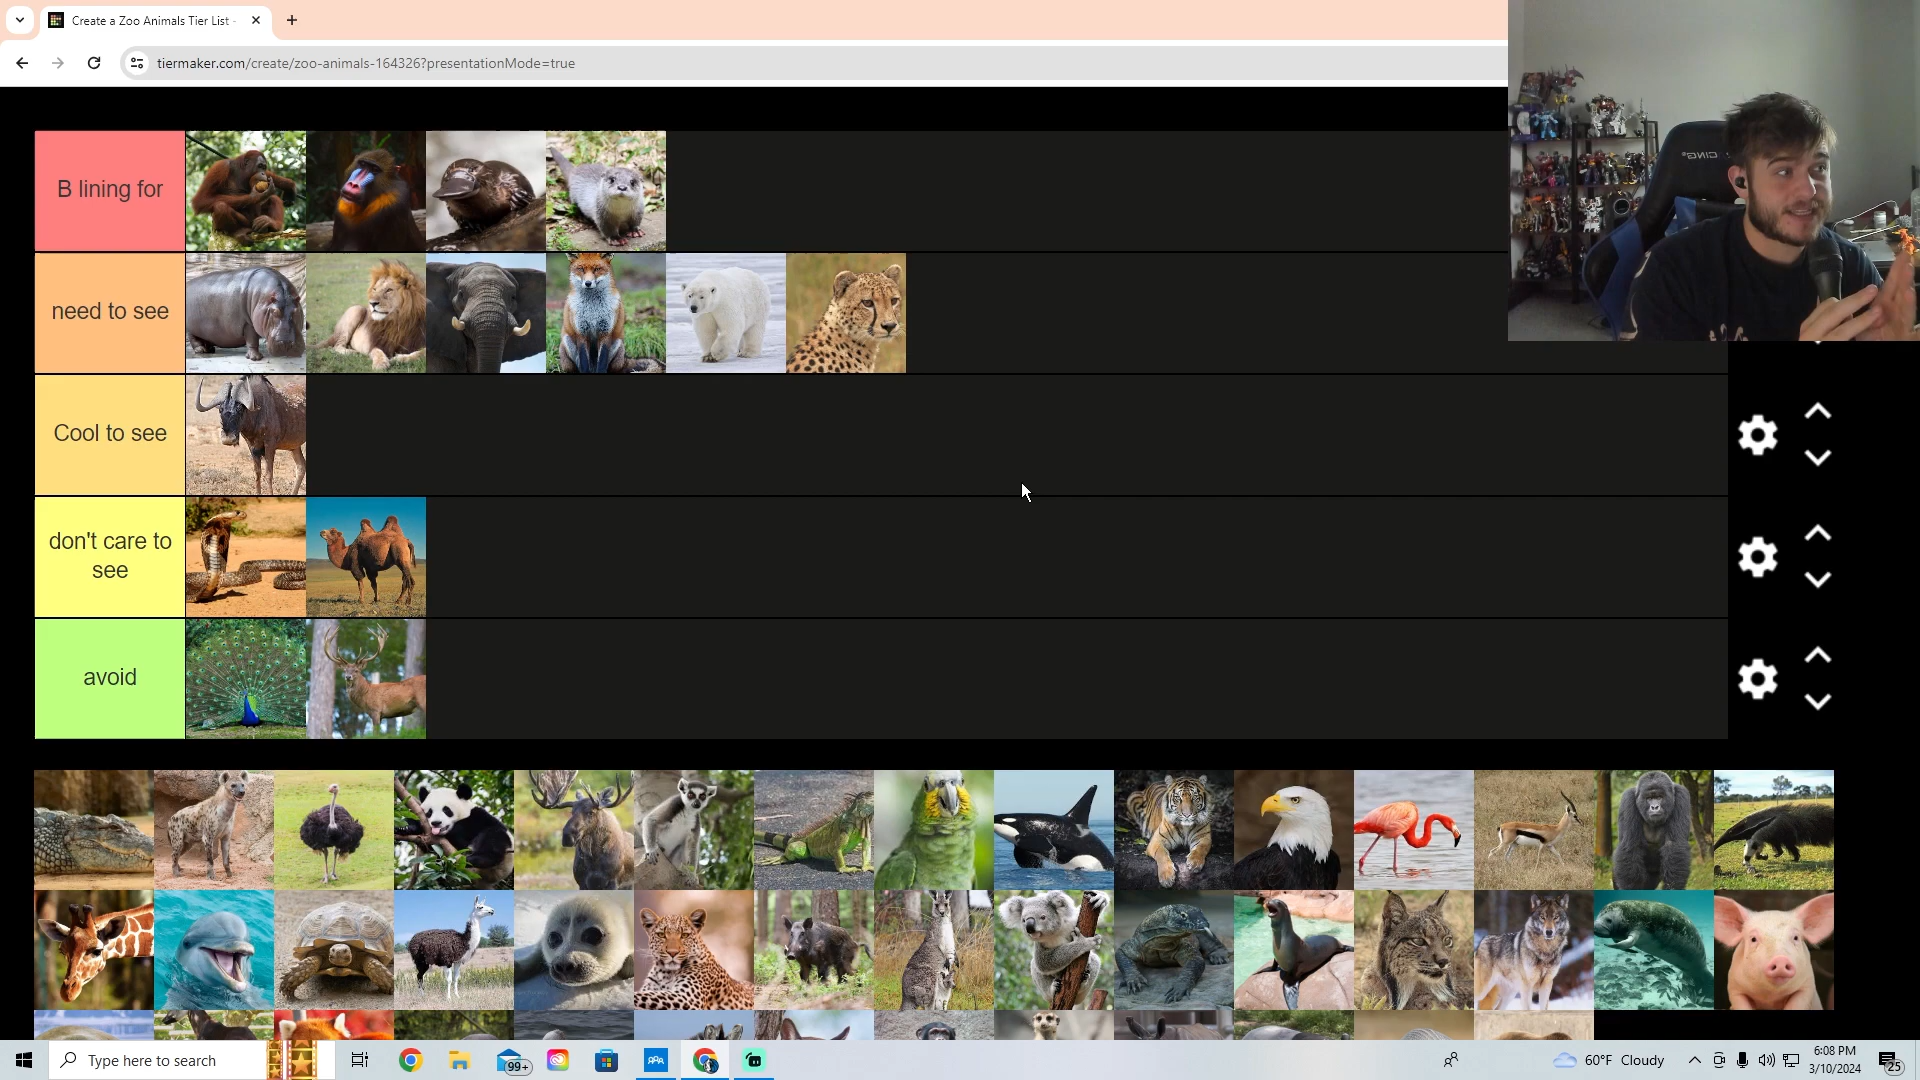 Create a Zoo Animals Tier List -
tiermaker.com/create/zoo-animals-164326?presentationMode=true
B lining for
need to see
Cool to see
don't care to
see
avoid
Type here to search
99+
60°F Cloudy
6:08 PM
3/10/2024
25